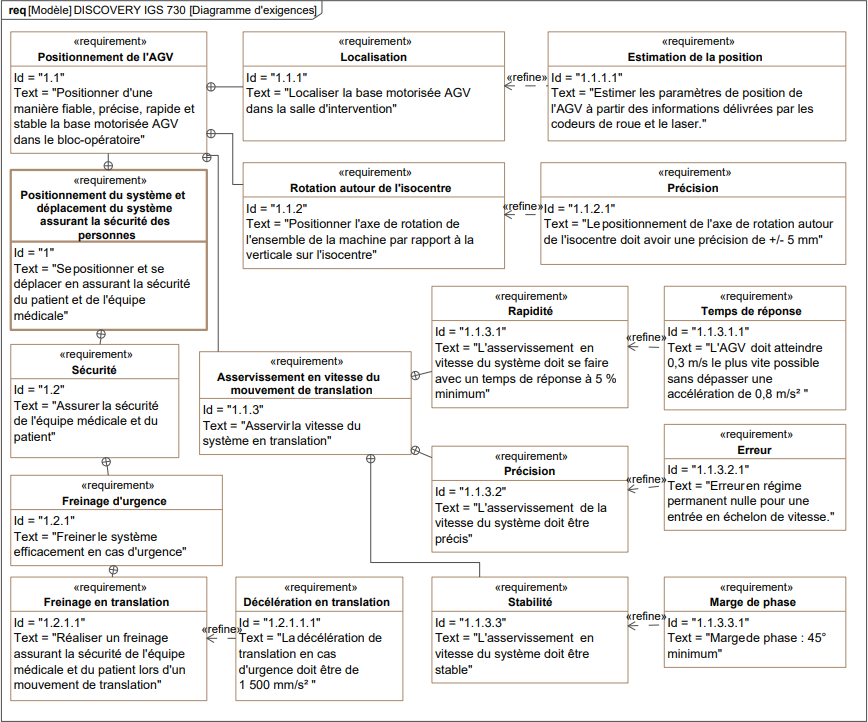 req [Modèle] DISCOVERY IGS 730 [Diagramme d'exigences]
«requirement»
Positionnement de l'AGV
Id = "1.1"
Text = "Positionner d'une
manière fiable, précise, rapide et
stable la base motorisée AGV
dans le bloc-opératoire"
«requirement»
Localisation
Id = "1.1.1"
Text = "Localiser la base motorisée AGV
dans la salle d'intervention"
«refine»
«requirement»
Estimation de la position
Id = "1.1.1.1"
Text = "Estimer les paramètres de position de
l'AGV à partir des informations délivrées par les
codeurs de roue et le laser."
«requirement»
Positionnement du système et
déplacement du système
assurant la sécurité des
personnes
Id = "1"
Text = "Se positionner et se
déplacer en assurant la sécurité
du patient et de l'équipe
médicale"
«requirement»
Rotation autour de l'isocentre
Id = "1.1.2"
Text = "Positionner l'axe de rotation de
l'ensemble de la machine par rapport à la
verticale sur l'isocentre"
«refine»
«requirement»
Précision
Id = "1.1.2.1"
Text = "Le positionnement de l'axe de rotation autour
de l'isocentre doit avoir une précision de +/- 5 mm"
«requirement»
Rapidité
Id = "1.1.3.1"
Text = "L'asservissement en
vitesse du système doit se faire
avec un temps de réponse à 5 %
minimum"
«refine»
«requirement»
Temps de réponse
Id = "1.1.3.1.1"
Text = "L'AGV doit atteindre
0,3 m/s le plus vite possible
sans dépasser une
accélération de 0,8 m/s² "
«requirement»
Sécurité
Id = "1.2"
Text = "Assurer la sécurité
de l'équipe médicale et du
patient"
«requirement»
Asservissement en vitesse du
mouvement de translation
Id = "1.1.3"
Text = "Asservir la vitesse du
système en translation"
«requirement»
Précision
Id = "1.1.3.2"
Text = "L'asservissement de la
vitesse du système doit être
précis"
«refine»
«requirement»
Erreur
Id = "1.1.3.2.1"
Text = "Erreur en régime
permanent nulle pour une
entrée en échelon de vitesse."
«requirement»
Freinage d'urgence
Id = "1.2.1"
Text = "Freiner le système
efficacement en cas d'urgence"
«requirement»
Freinage en translation
Id = "1.2.1.1"
Text = "Réaliser un freinage
assurant la sécurité de l'équipe
médicale et du patient lors d'un
mouvement de translation"
«refine»
«requirement»
Décélération en translation
Id = "1.2.1.1.1"
Text = "La décélération de
translation en cas
d'urgence doit être de
1 500 mm/s² "
«requirement»
Stabilité
Id = "1.1.3.3"
Text = "L'asservissement en
vitesse du système doit être
stable"
«refine»
«requirement»
Marge de phase
Id = "1.1.3.3.1"
Text = "Marge de phase : 45°
minimum"